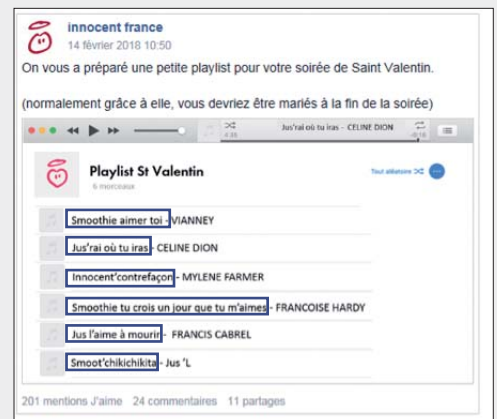 innocent france
14 février 2018 10:50
On vous a préparé une petite playlist pour votre soirée de Saint Valentin.
(normalement grâce à elle, vous devriez être mariés à la fin de la soirée)
Jus'rai où tu iras - CELINE DION
4:36
-0:18
Playlist St Valentin
6 morceaux
Tout aléatoire
Smoothie aimer toi - VIANNEY
Jus'rai où tu iras - CELINE DION
Innocent'contrefaçon - MYLENE FARMER
Smoothie tu crois un jour que tu m'aimes - FRANCOISE HARDY
Jus l'aime à mourir - FRANCIS CABREL
Smoot'chikichikita - Jus 'L
201 mentions J'aime 24 commentaires 11 partages